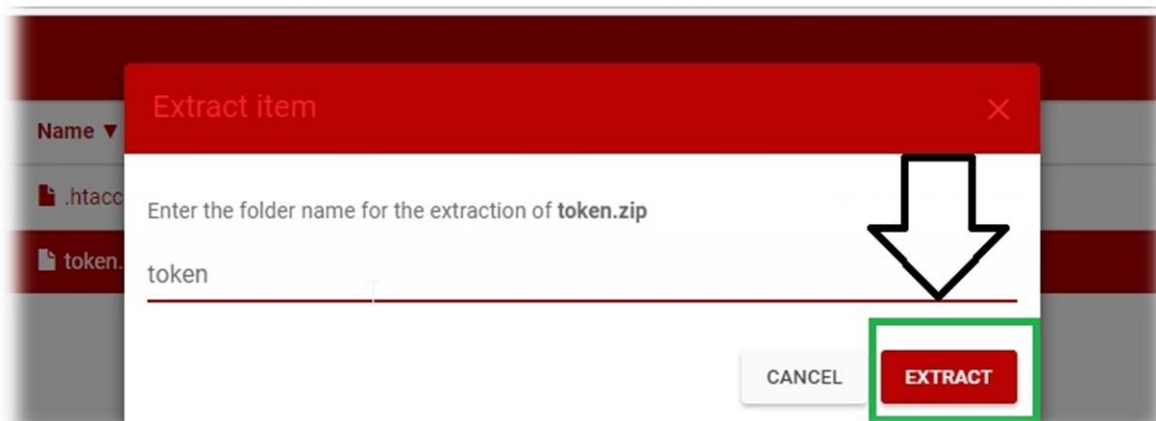 Extract item
Name ▼
.htacc
Enter the folder name for the extraction of token.zip
token.
token
CANCEL
EXTRACT